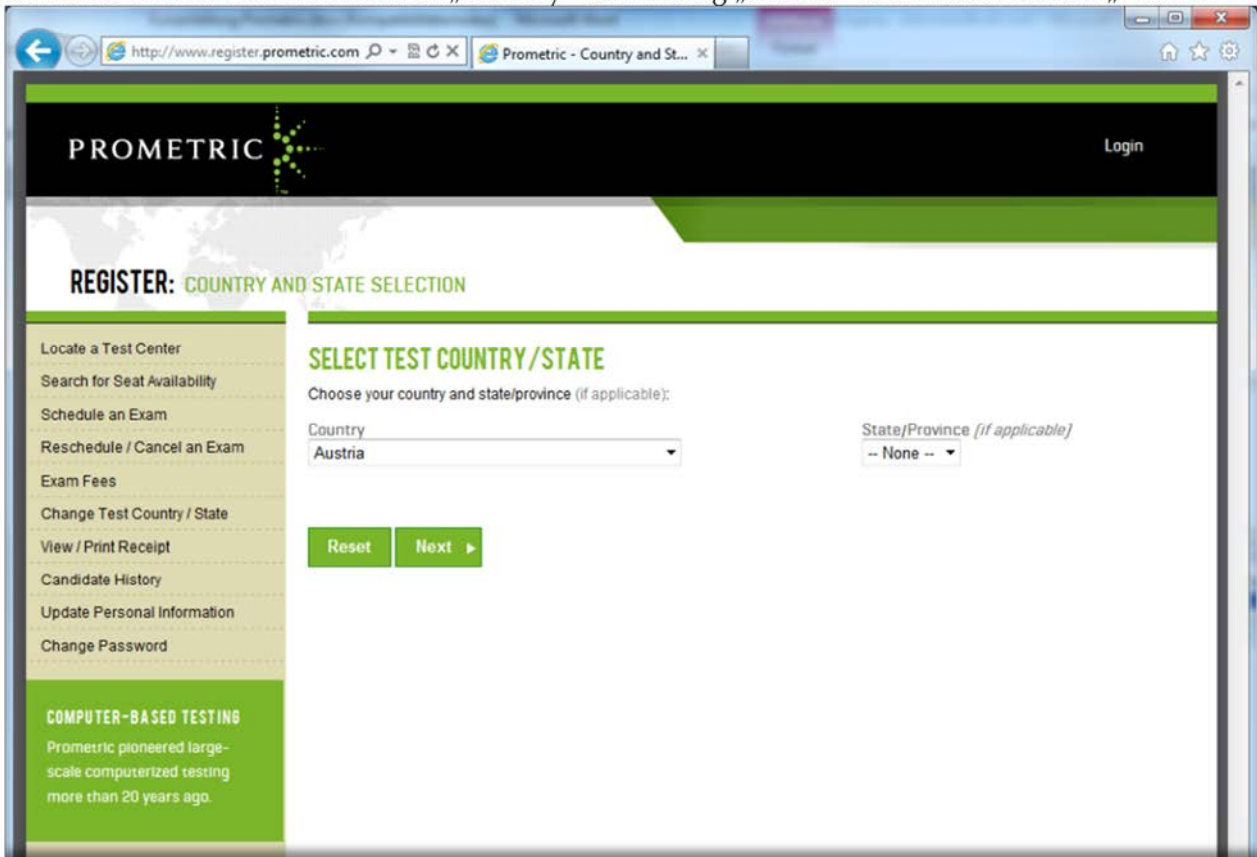 http://www.register.prometric.com
Prometric - Country and St...
PROMETRIC
Login
REGISTER: COUNTRY AND STATE SELECTION
Locate a Test Center
Search for Seat Availability
Schedule an Exam
Reschedule / Cancel an Exam
Exam Fees
Change Test Country / State
View / Print Receipt
Candidate History
Update Personal Information
Change Password
SELECT TEST COUNTRY/STATE
Choose your country and state/province (if applicable):
Country
Austria
State/Province (if applicable)
-- None --
Reset
Next
COMPUTER-BASED TESTING
Prometric pioneered large-
scale computerized testing
more than 20 years ago.